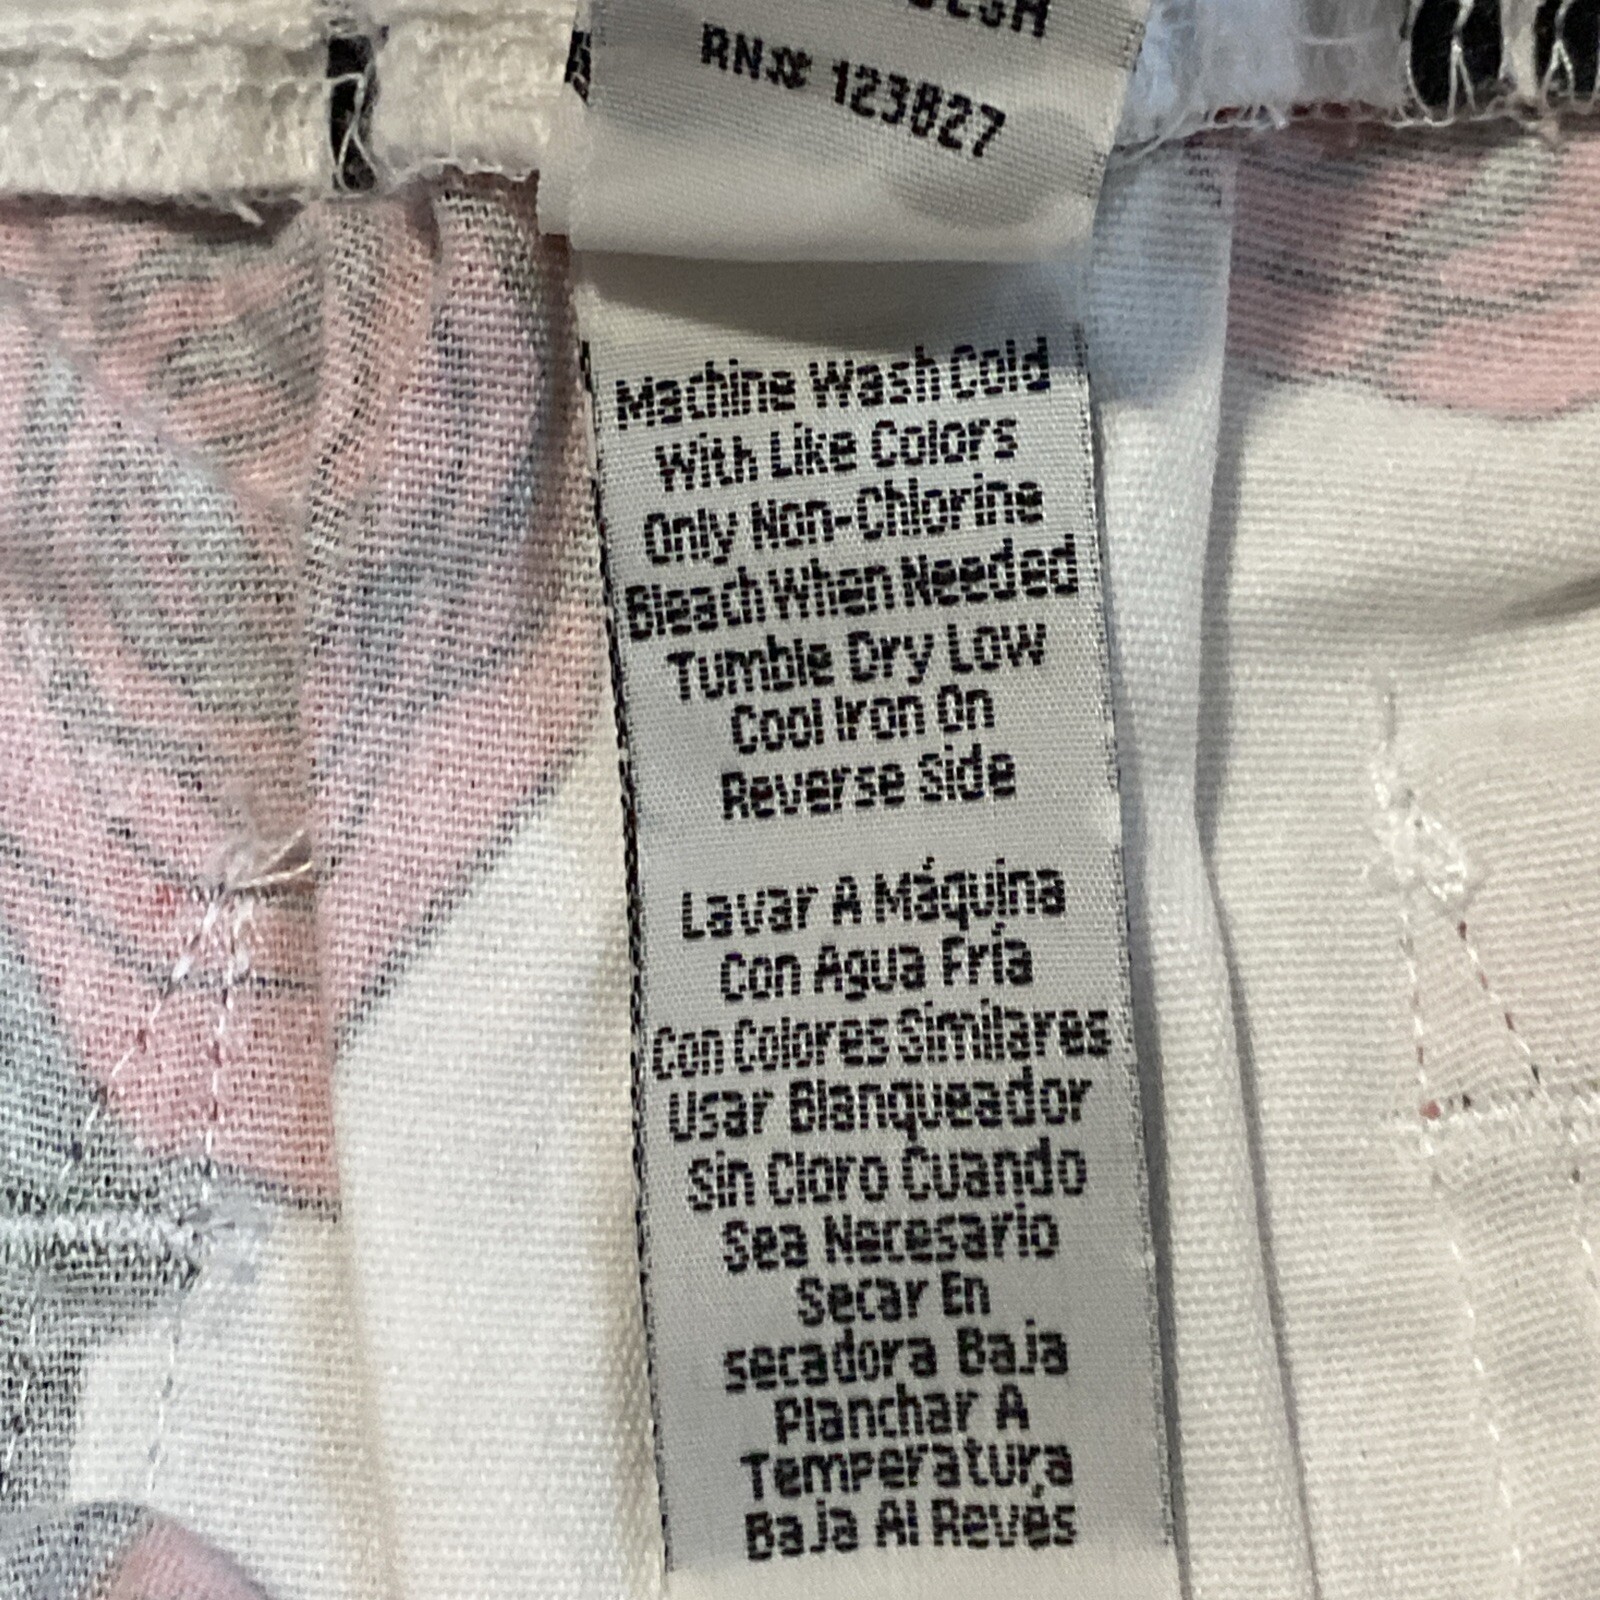 RN# 123827
Machine Wash Cold
With Like Colors
Only Non-Chlorine
Bleach When Needed
Tumble Dry Low
Cool Iron On
Reverse Side
Lavar A Máquina
Con Agua Fría
Con Colores Similares
Usar Blanqueador
Sin Cloro Cuando
Sea Necesario
Secar En
secadora Baja
Planchar A
Temperatura
Baja Al Revés